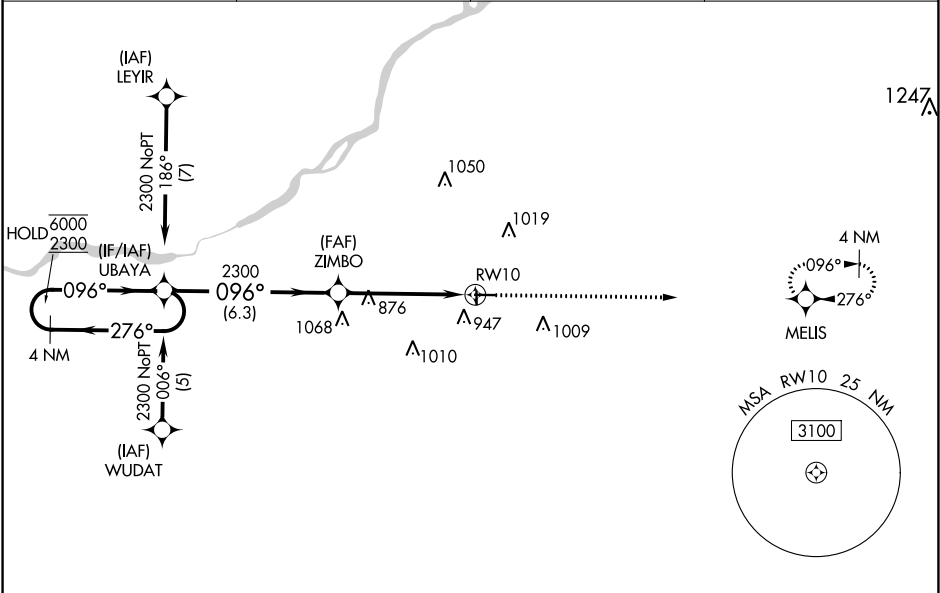 (IAF)
LEYIR
1247
2300 NoPT
186°
(7)
1050
1019
HOLD
6000
2300
(IF/IAF)
UBAYA
(FAF)
ZIMBO
4 NM
096°
2300
096°
(6.3)
RW10
096°
276°
876
1068
947
1009
MELIS
276°
4 NM
1010
2300 NoPT
006°
(5)
(IAF)
WUDAT
MSA RW10 25 NM
3100